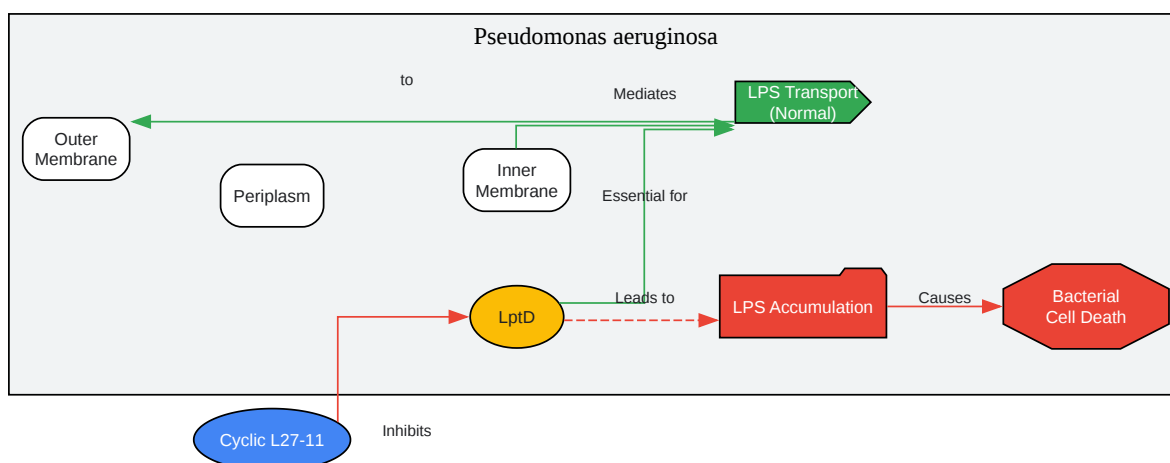 Pseudomonas aeruginosa
to
Mediates
LPS Transport
(Normal)
Outer
Membrane
Periplasm
Inner
Membrane
Essential for
LptD
Leads to
LPS Accumulation
Causes
Bacterial
Cell Death
Cyclic L27-11
Inhibits